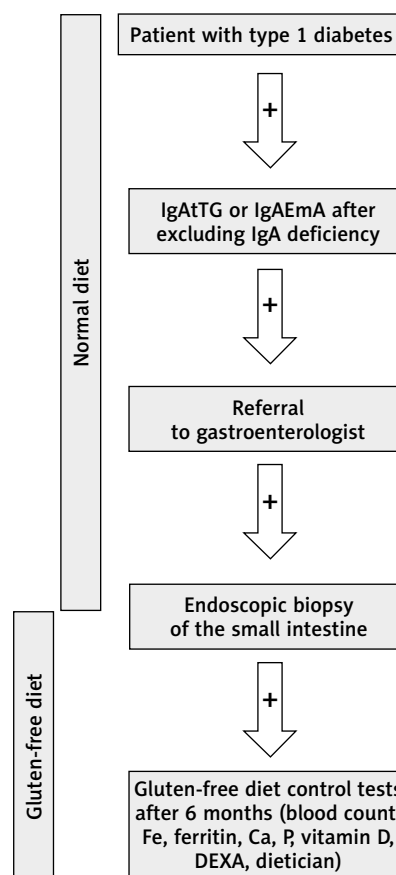 Patient with type 1 diabetes
+
IgAtTG or IgAEmA after
excluding IgA deficiency
+
Referral
to gastroenterologist
+
Endoscopic biopsy
of the small intestine
+
Gluten-free diet control tests
after 6 months (blood count,
Fe, ferritin, Ca, P, vitamin D,
DEXA, dietician)
Normal diet
Gluten-free diet